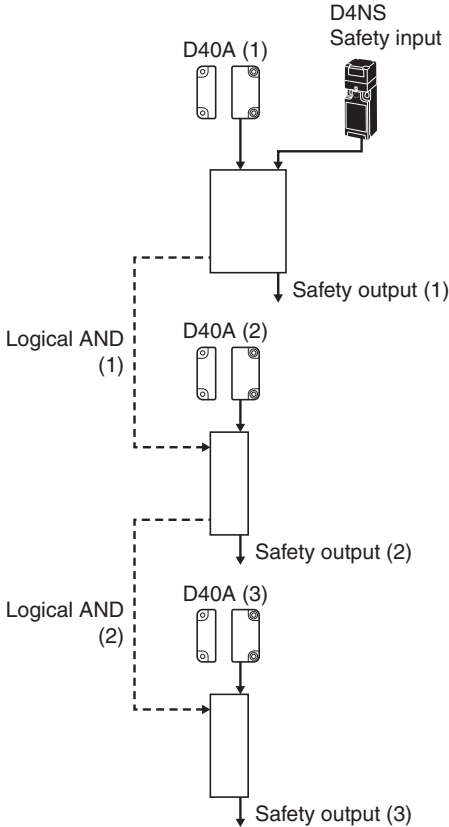 D4NS
Safety input
D40A (1)
Safety output (1)
Logical AND
(1)
D40A (2)
Safety output (2)
Logical AND
(2)
D40A (3)
Safety output (3)